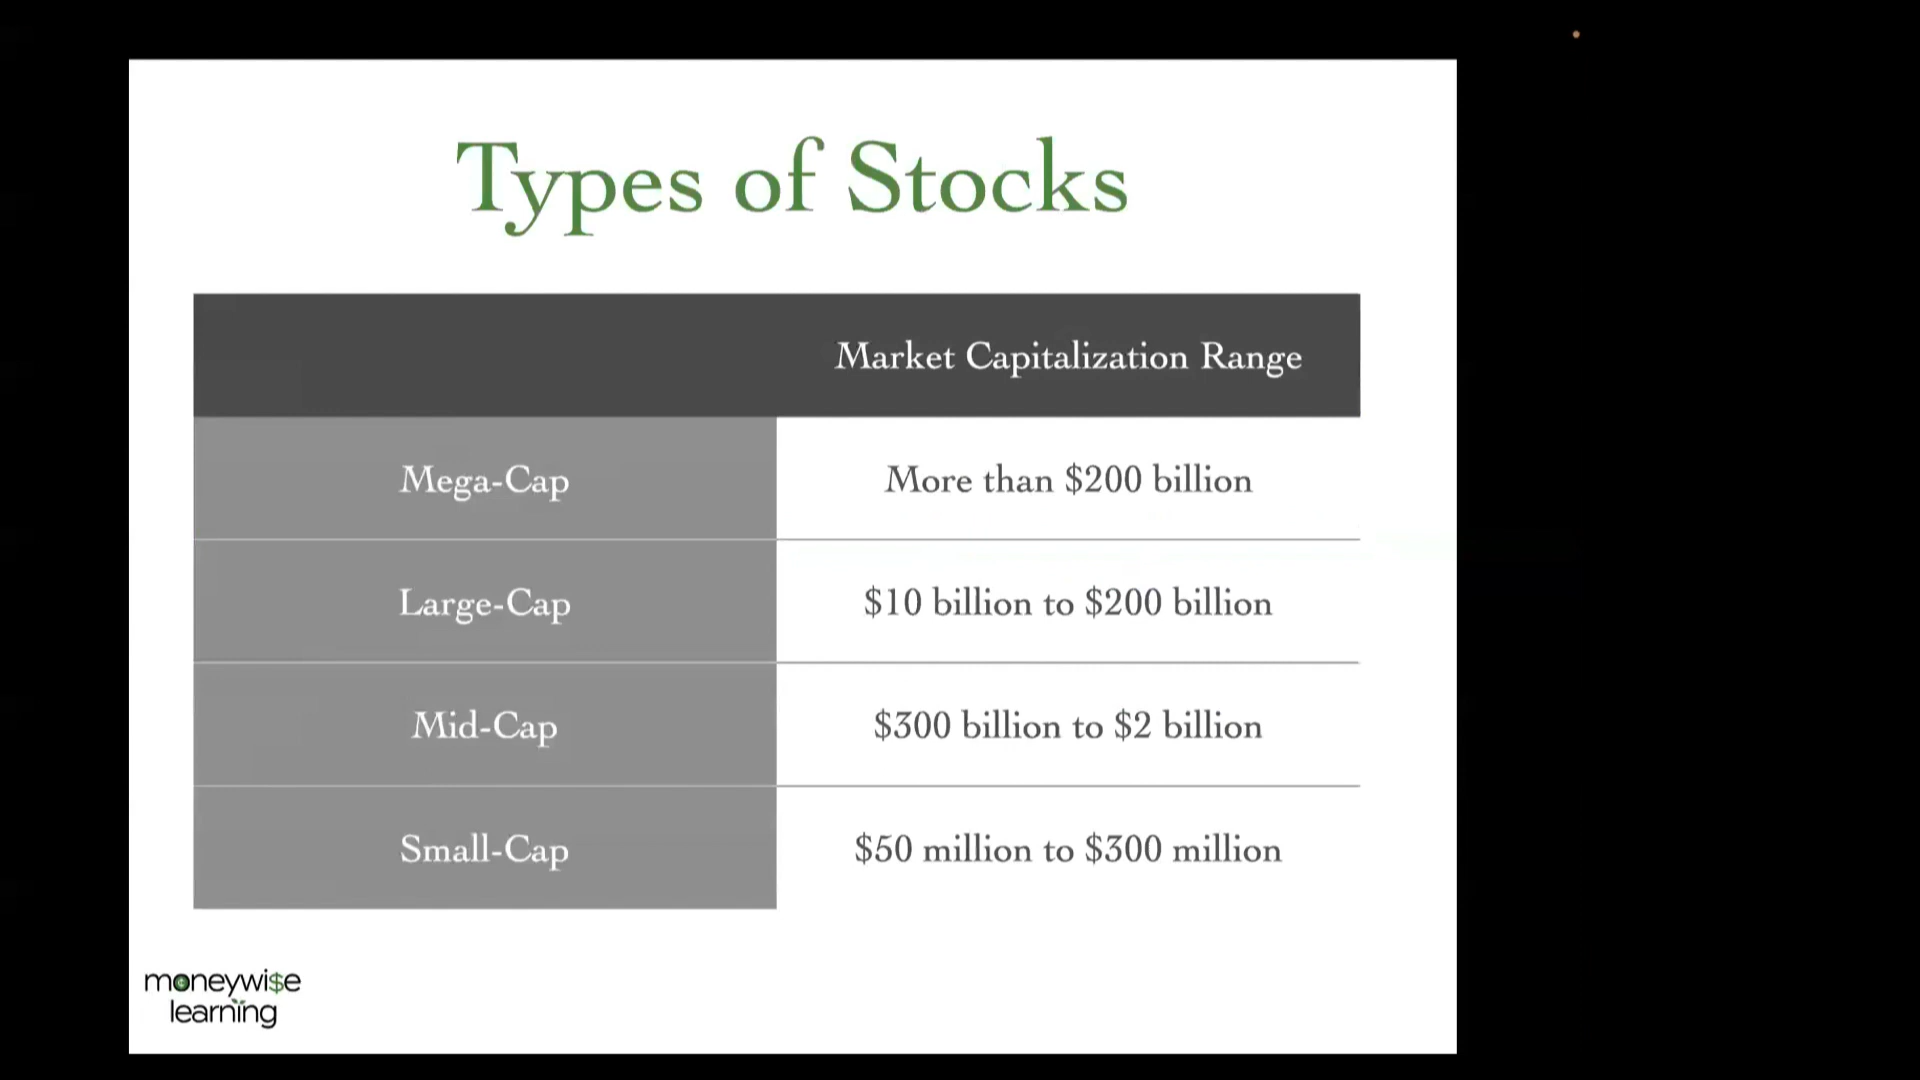 Types of Stocks
Market Capitalization Range
Mega-Cap
More than $200 billion
Large-Cap
$10 billion to $200 billion
Mid-Cap
$300 billion to $2 billion
Small-Cap
$50 million to $300 million
moneywi$e
learning